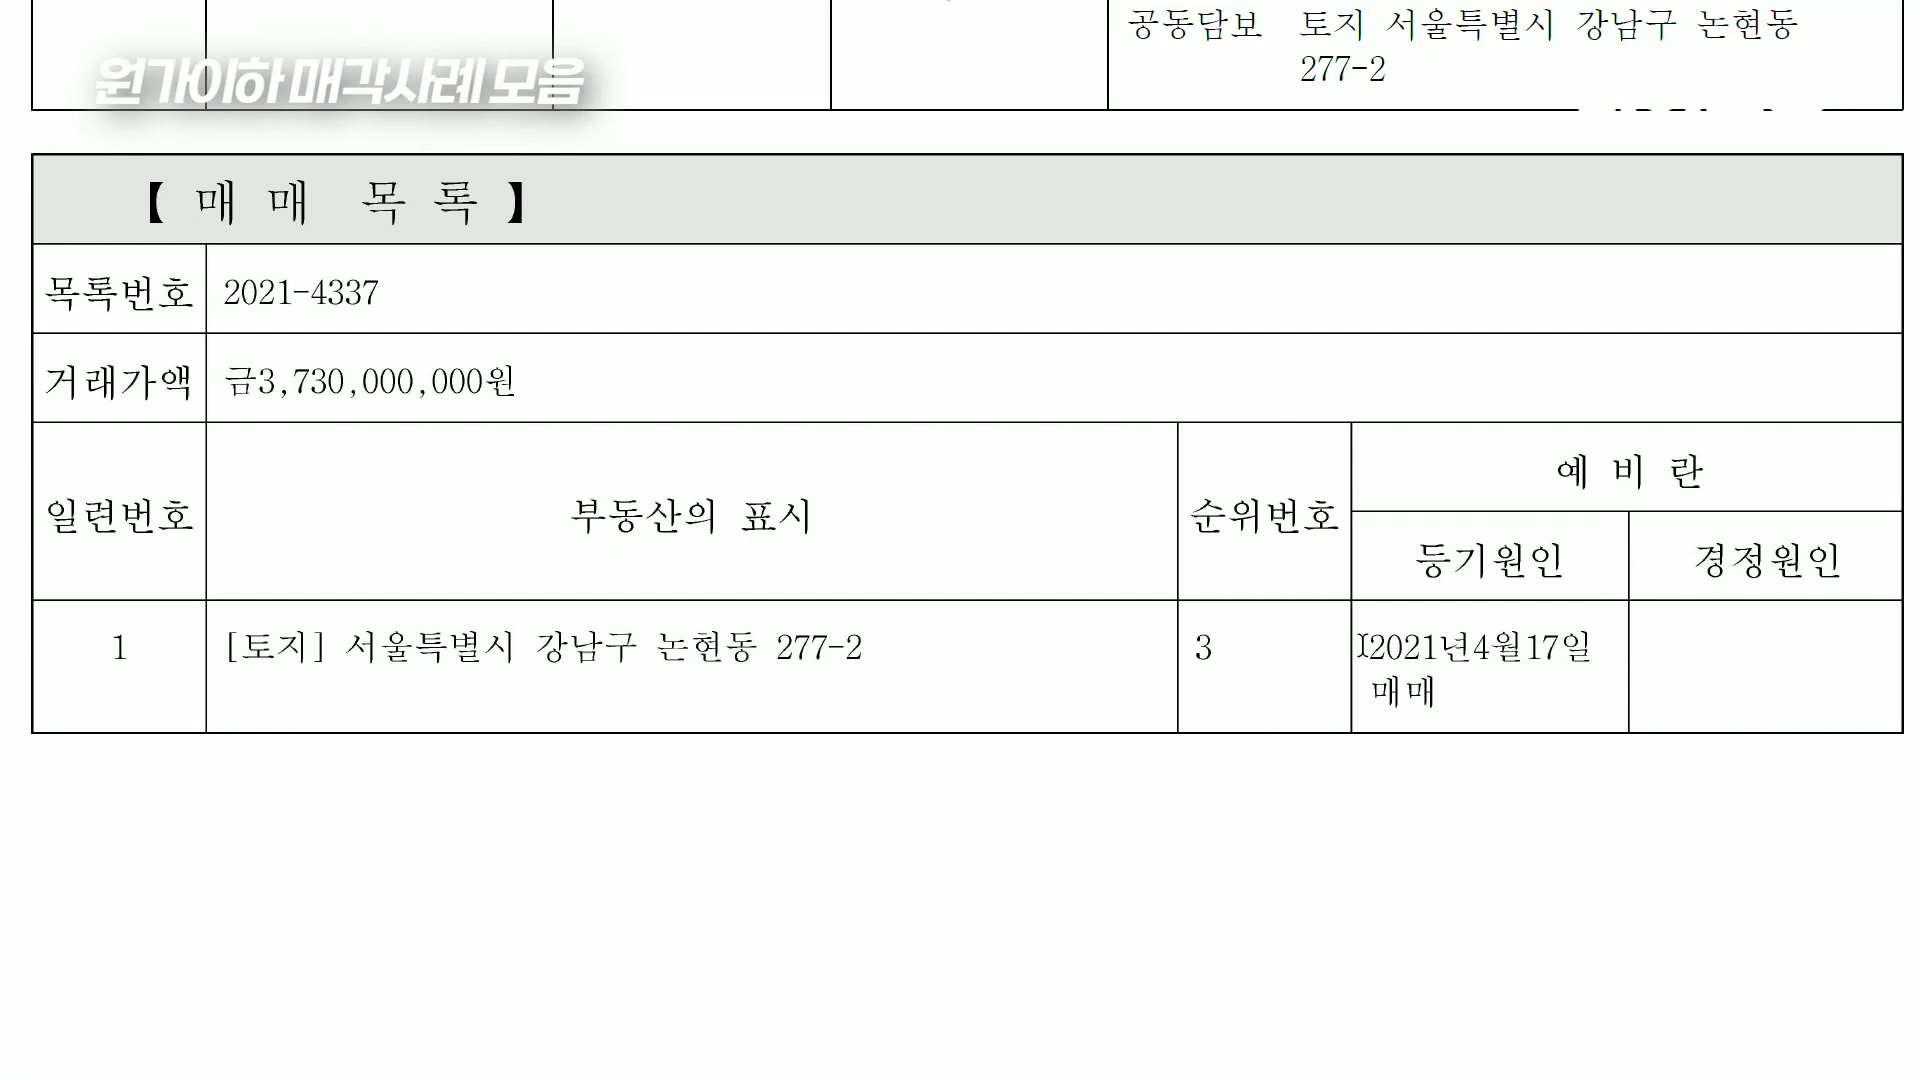 공동담보 토지 서울특별시 강남구 논현동
277-2
원가이하 매각사례 모음
【 매 매 목 록 】
목록번호 2021-4337
거래가액 금3,730,000,000원
일련번호 부동산의 표시 순위번호 예 비 란
등기원인 경정원인
1 [토지] 서울특별시 강남구 논현동 277-2 3 2021년4월17일
매매